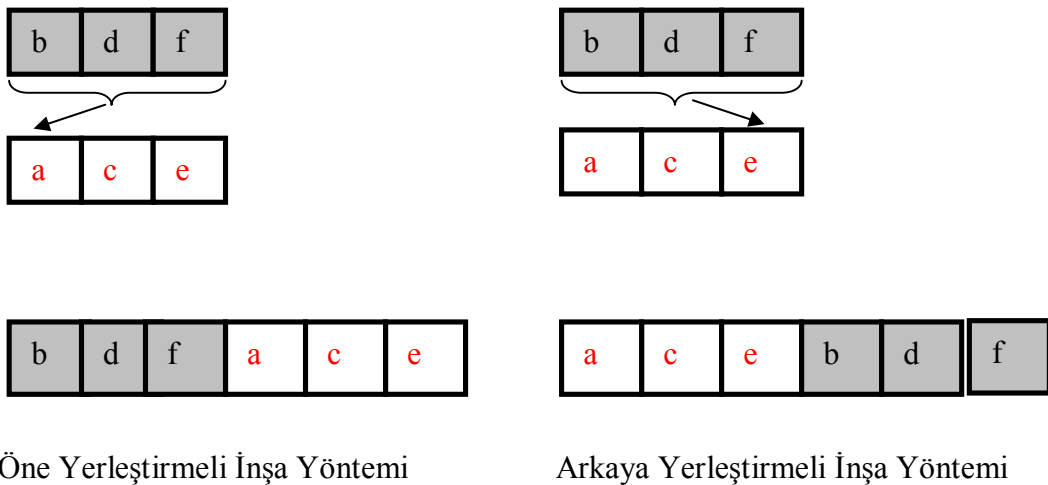 b d f
b d f
a c e
a c e
b d f a c e
a c e b d f
Öne Yerleştirmeli İnşa Yöntemi
Arkaya Yerleştirmeli İnşa Yöntemi